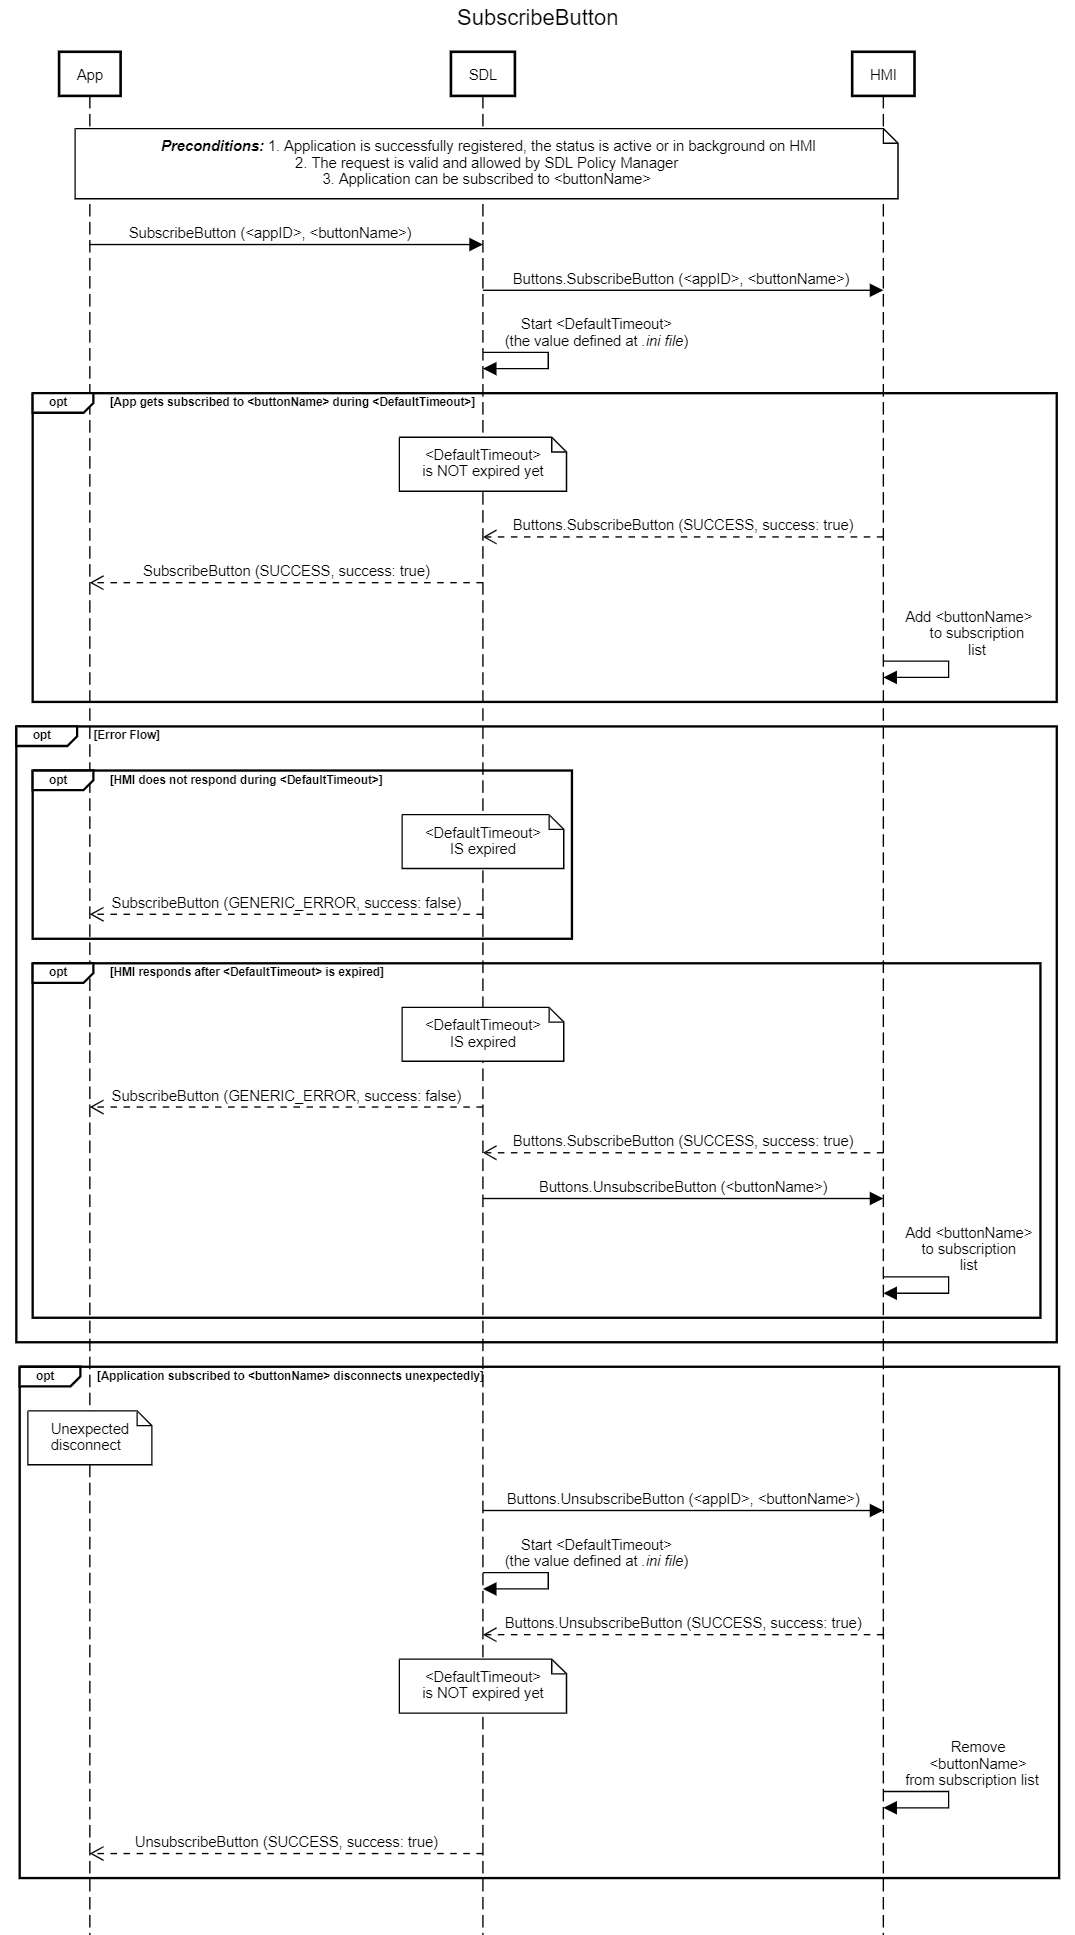 SubscribeButton
App
SDL
HMI
Preconditions: 1. Application is successfully registered, the status is active or in background on HMI
2. The request is valid and allowed by SDL Policy Manager
3. Application can be subscribed to <buttonName>
SubscribeButton (<appID>, <buttonName>)
Buttons.SubscribeButton (<appID>, <buttonName>)
Start <DefaultTimeout>
(the value defined at .ini file)
opt
[App gets subscribed to <buttonName> during <DefaultTimeout>]
<DefaultTimeout>
is NOT expired yet
Buttons.SubscribeButton (SUCCESS, success: true)
SubscribeButton (SUCCESS, success: true)
Add <buttonName>
to subscription
list
opt
[Error Flow]
opt
[HMI does not respond during <DefaultTimeout>]
<DefaultTimeout>
IS expired
SubscribeButton (GENERIC_ERROR, success: false)
opt
[HMI responds after <DefaultTimeout> is expired]
<DefaultTimeout>
IS expired
SubscribeButton (GENERIC_ERROR, success: false)
Buttons.SubscribeButton (SUCCESS, success: true)
Buttons.UnsubscribeButton (<buttonName>)
Add <buttonName>
to subscription
list
opt
[Application subscribed to <buttonName> disconnects unexpectedly]
Unexpected
disconnect
Buttons.UnsubscribeButton (<appID>, <buttonName>)
Start <DefaultTimeout>
(the value defined at .ini file)
Buttons.UnsubscribeButton (SUCCESS, success: true)
<DefaultTimeout>
is NOT expired yet
Remove
<buttonName>
from subscription list
UnsubscribeButton (SUCCESS, success: true)